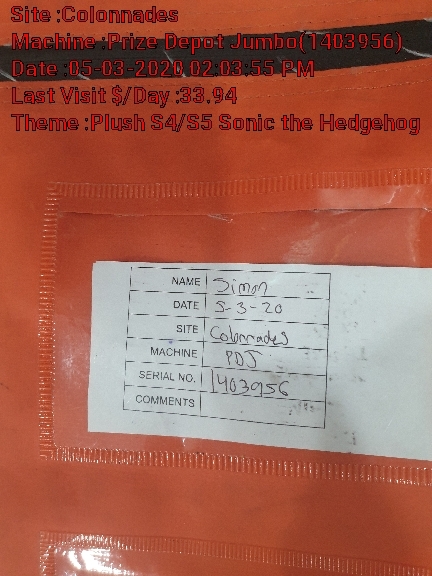 Site :Colonnades
Machine :Prize Depot Jumbo(1403956)
Date :05-03-2020 02:03:55 PM
Last Visit $/Day :33.94
Theme :Plush S4/S5 Sonic the Hedgehog
NAME Simon
DATE 5-3-20
SITE Colonnades
MACHINE PDJ
SERIAL NO. 1403956
COMMENTS